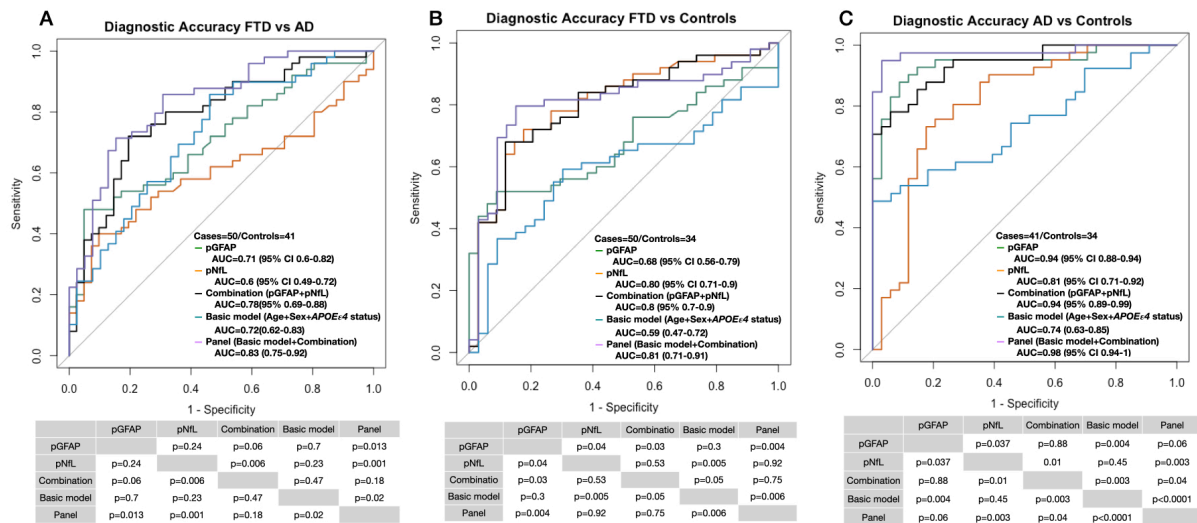 A
Diagnostic Accuracy FTD vs AD
1.0
0.8
0.6
0.4
0.2
0.0
Sensitivity
Cases=50/Controls=41
pGFAP
AUC=0.71 (95% CI 0.6-0.82)
pNfL
AUC=0.6 (95% CI 0.49-0.72)
Combination (pGFAP+pNfL)
AUC=0.78(95% 0.69-0.88)
Basic model (Age+Sex+APOEε4 status)
AUC=0.72(0.62-0.83)
Panel (Basic model+Combination)
AUC=0.83 (0.75-0.92)
0.0 0.2 0.4 0.6 0.8 1.0
1 - Specificity
pGFAP pNfL Combination Basic model Panel
pGFAP p=0.24 p=0.06 p=0.7 p=0.013
pNfL p=0.24 p=0.006 p=0.23 p=0.001
Combination p=0.06 p=0.006 p=0.47 p=0.18
Basic model p=0.7 p=0.23 p=0.47 p=0.02
Panel p=0.013 p=0.001 p=0.18 p=0.02
B
Diagnostic Accuracy FTD vs Controls
1.0
0.8
0.6
0.4
0.2
0.0
Sensitivity
Cases=50/Controls=34
pGFAP
AUC=0.68 (95% CI 0.56-0.79)
pNfL
AUC=0.80 (95% CI 0.71-0.9)
Combination (pGFAP+pNfL)
AUC=0.8 (95% CI 0.7-0.9)
Basic model (Age+Sex+APOEε4 status)
AUC=0.59 (0.47-0.72)
Panel (Basic model+Combination)
AUC=0.81 (0.71-0.91)
0.0 0.2 0.4 0.6 0.8 1.0
1 - Specificity
pGFAP pNfL Combinatio Basic model Panel
pGFAP p=0.04 p=0.03 p=0.3 p=0.004
pNfL p=0.04 p=0.53 p=0.005 p=0.92
Combinatio p=0.03 p=0.53 p=0.05 p=0.75
Basic model p=0.3 p=0.005 p=0.05 p=0.006
Panel p=0.004 p=0.92 p=0.75 p=0.006
C
Diagnostic Accuracy AD vs Controls
1.0
0.8
0.6
0.4
0.2
0.0
Sensitivity
Cases=41/Controls=34
pGFAP
AUC=0.94 (95% CI 0.88-0.94)
pNfL
AUC=0.81 (95% CI 0.71-0.92)
Combination (pGFAP+pNfL)
AUC=0.94 (95% CI 0.89-0.99)
Basic model (Age+Sex+APOEε4 status)
AUC=0.74 (0.63-0.85)
Panel (Basic model+Combination)
AUC=0.98 (95% CI 0.94-1)
0.0 0.2 0.4 0.6 0.8 1.0
1 - Specificity
pGFAP pNfL Combination Basic model Panel
pGFAP p=0.037 p=0.88 p=0.004 p=0.06
pNfL p=0.037 0.01 p=0.45 p=0.003
Combination p=0.88 p=0.01 p=0.003 p=0.04
Basic model p=0.004 p=0.45 p=0.003 p<0.0001
Panel p=0.06 p=0.003 p=0.04 p<0.0001